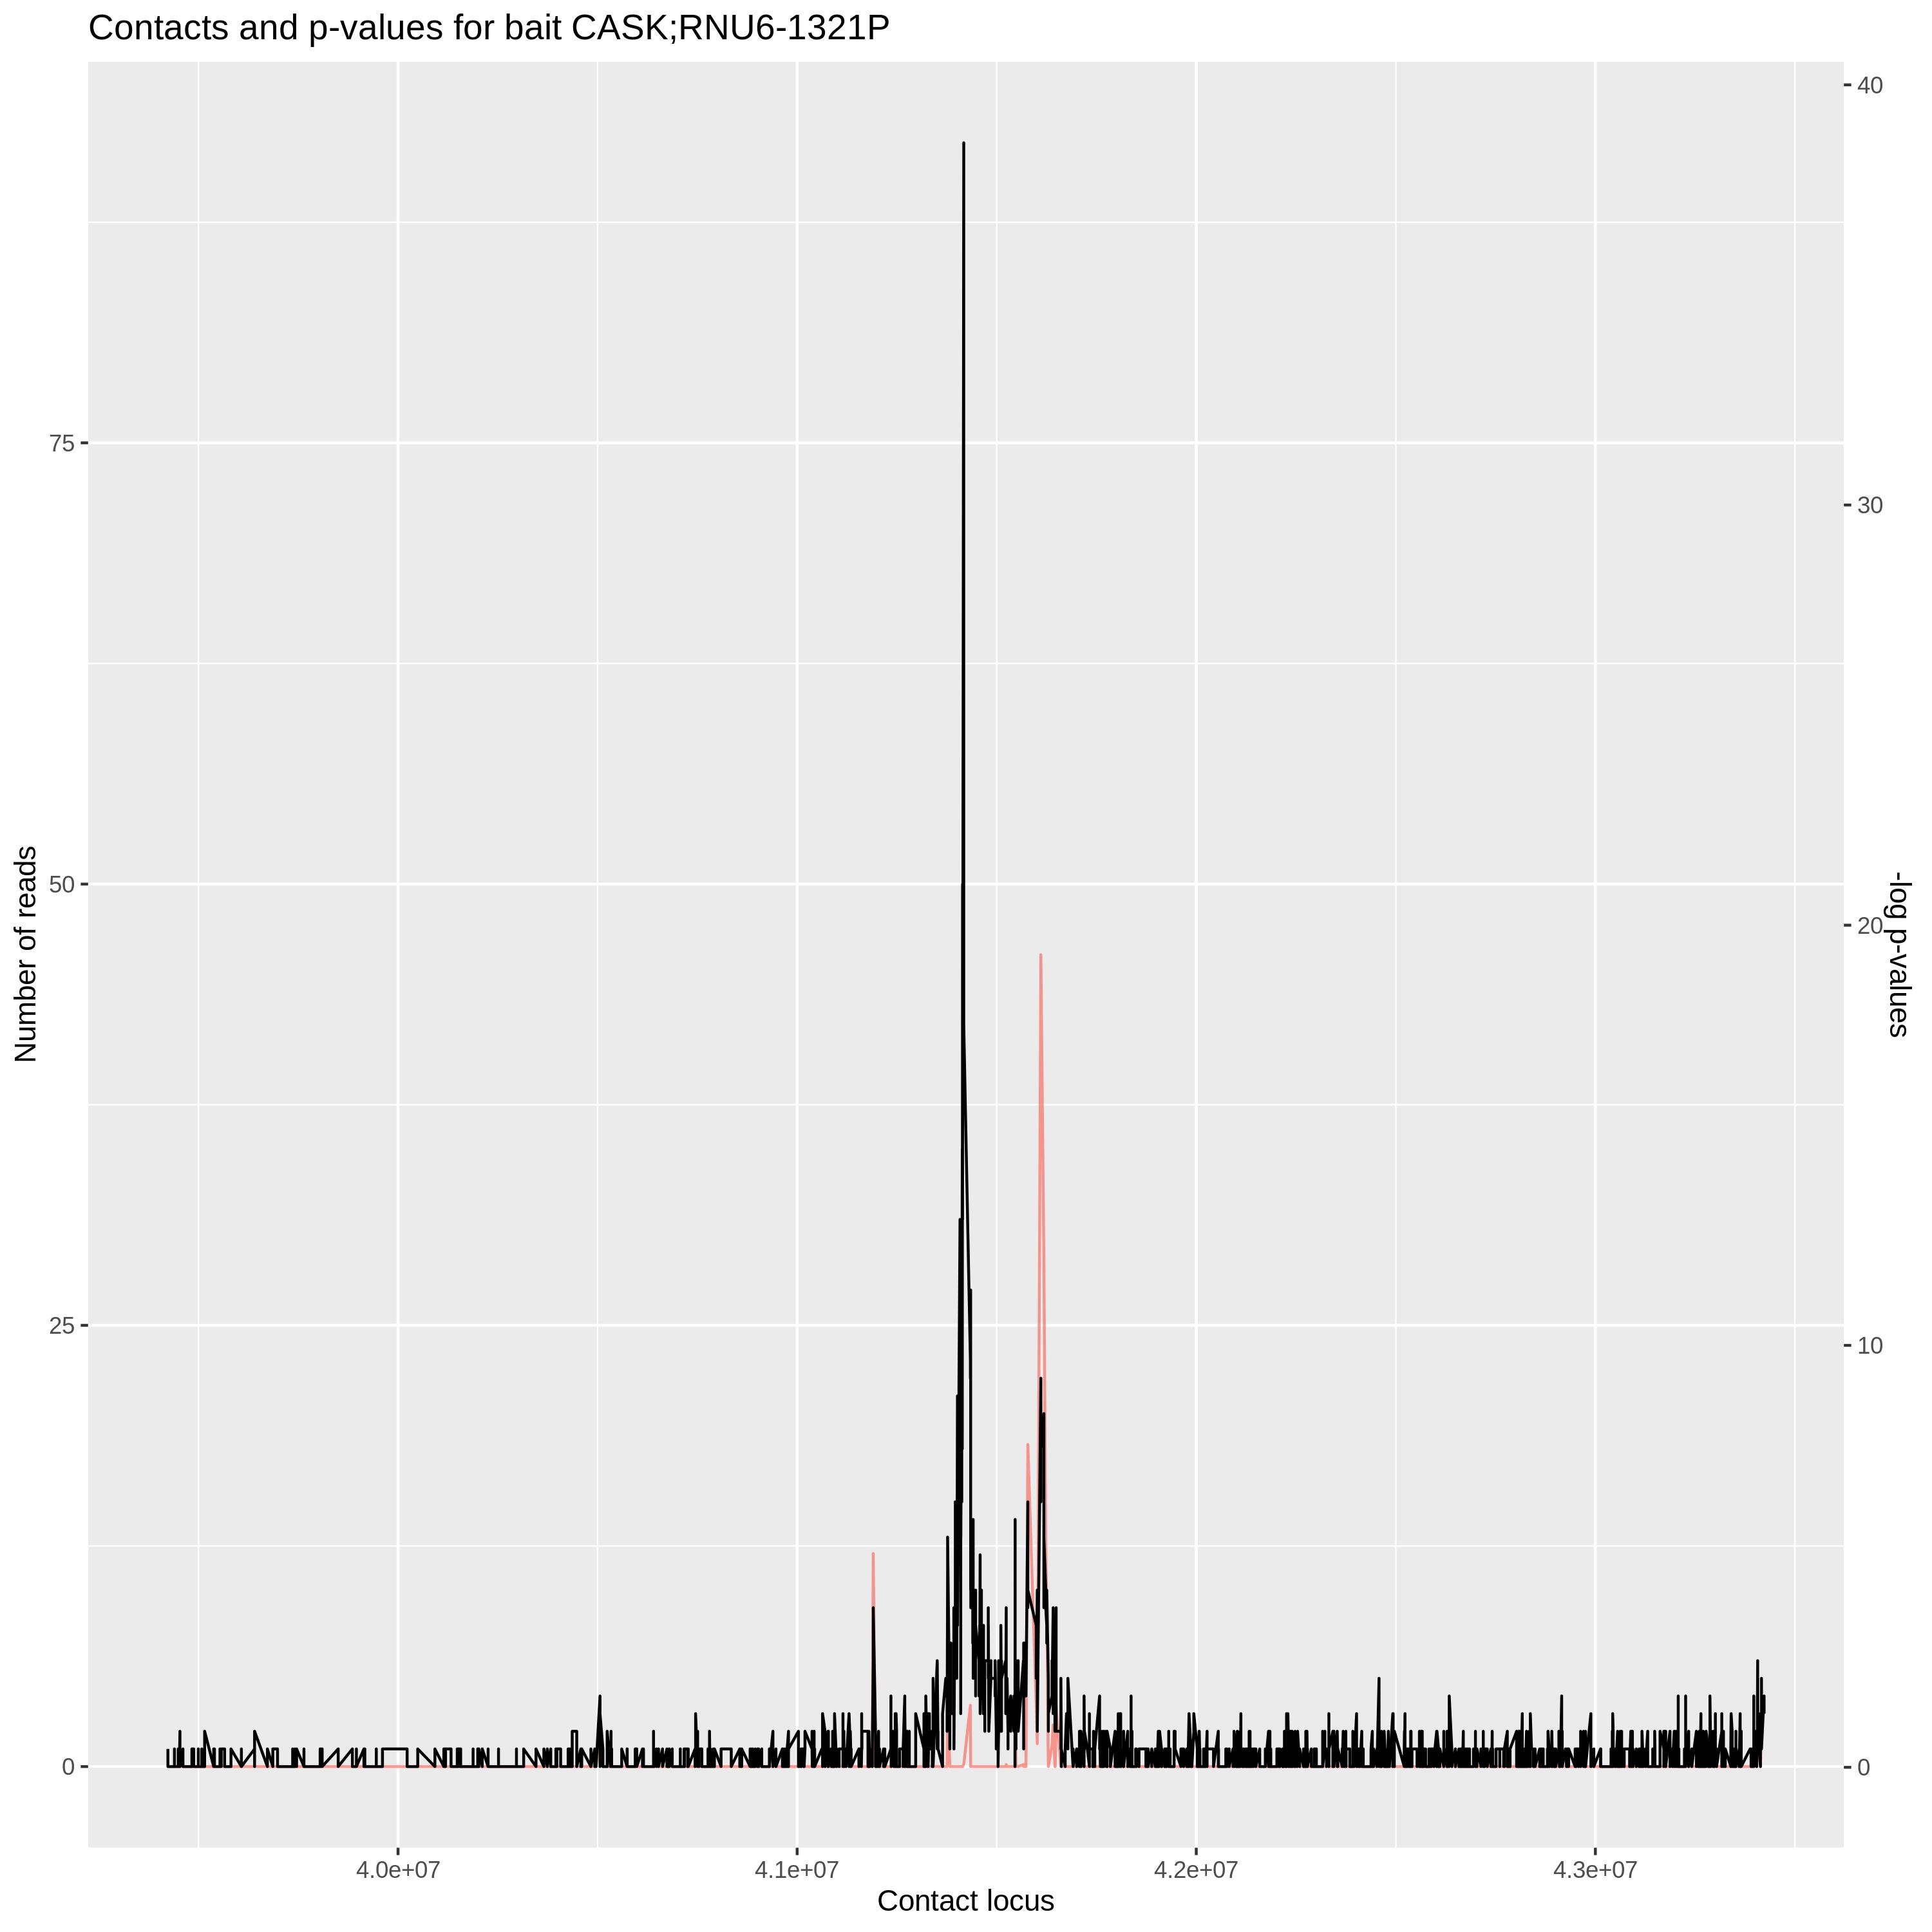 Contacts and p-values for bait CASK;RNU6-1321P
40
30
20
10
0
75
50
25
0
Number of reads
-log p-values
4.0e+07 4.1e+07 4.2e+07 4.3e+07
Contact locus